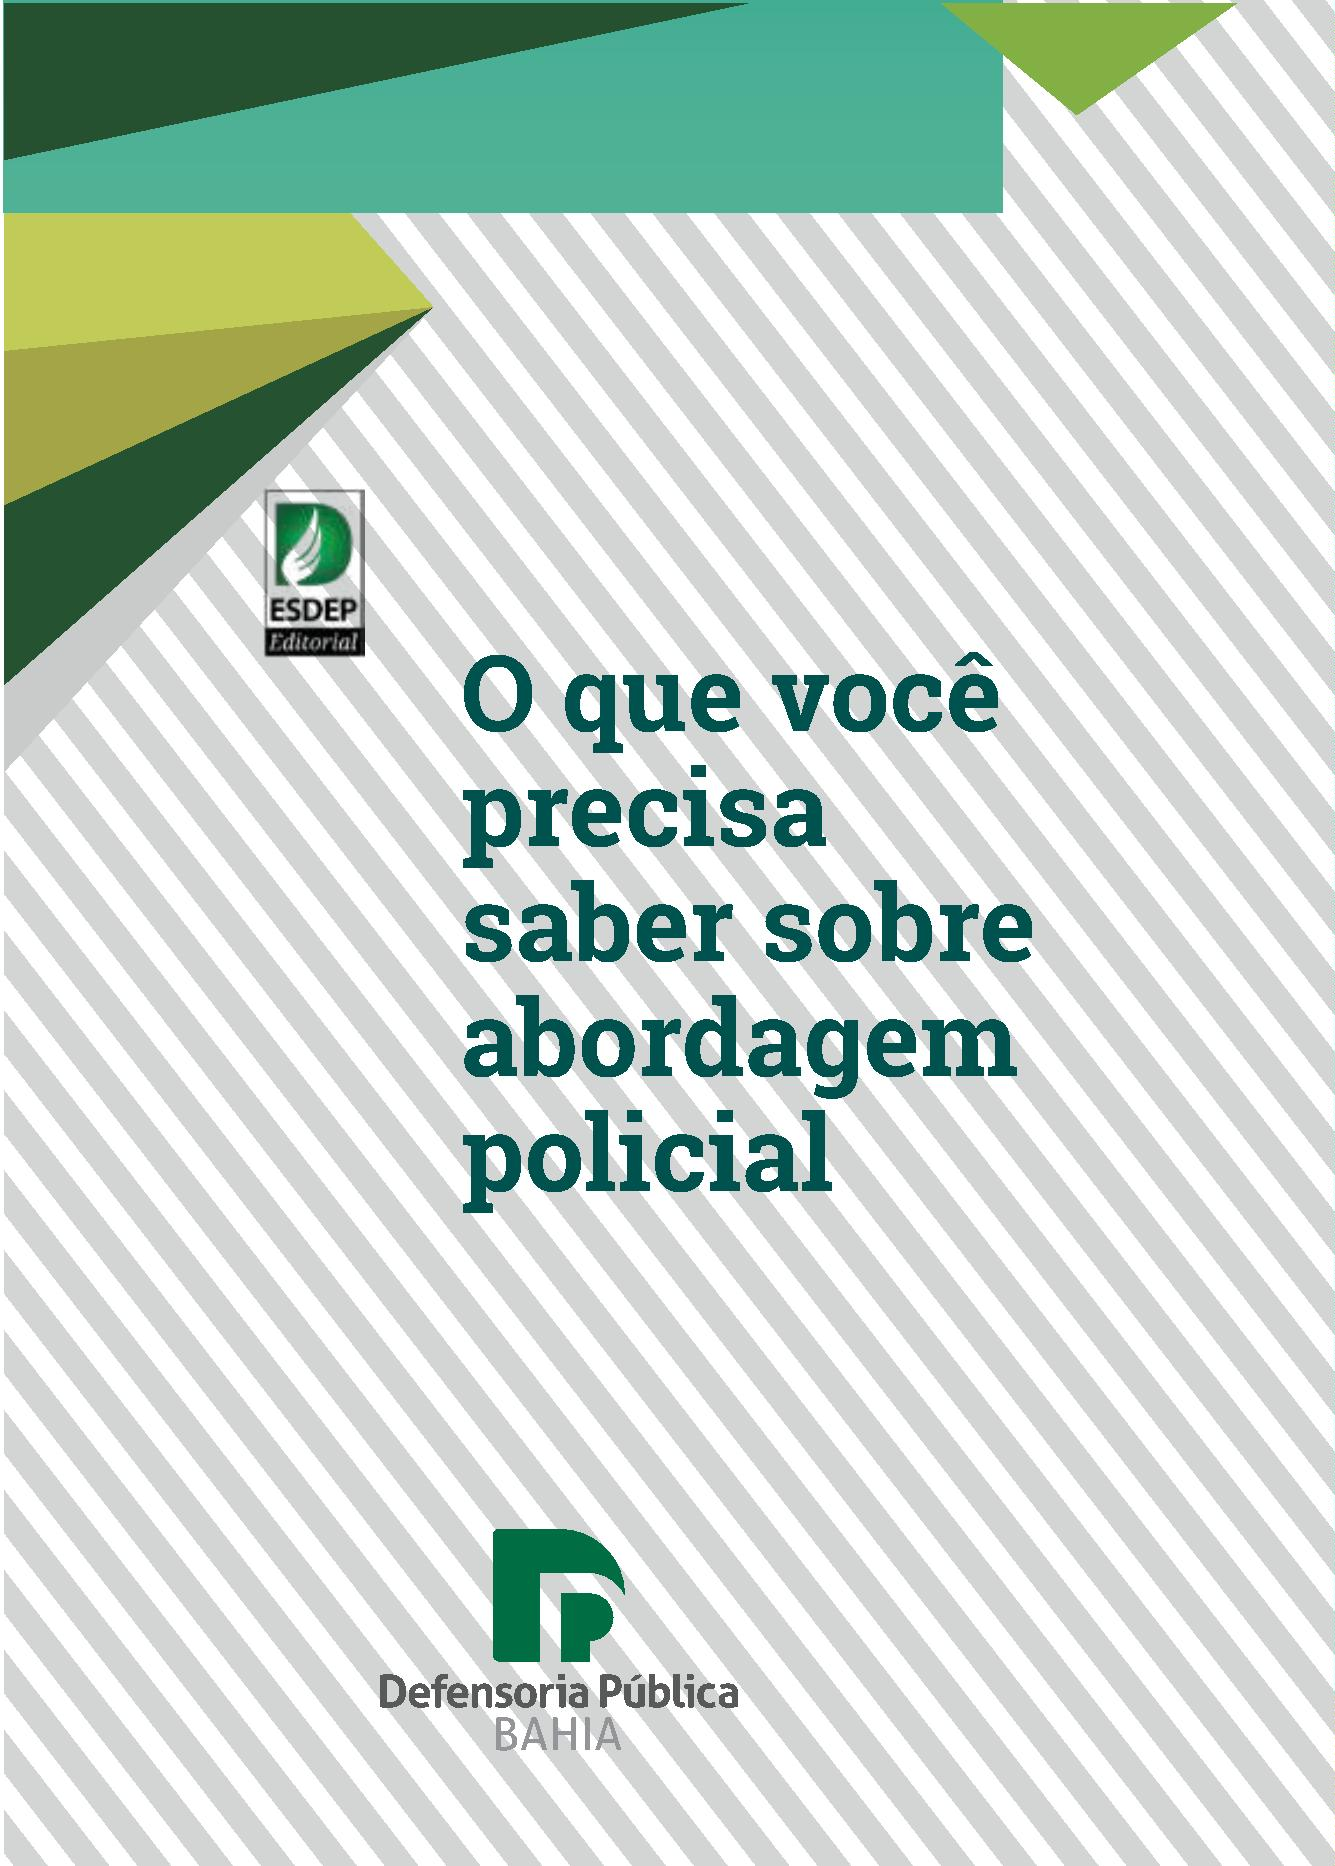 ESDEP
Editorial
O que você
precisa
saber sobre
abordagem
policial
Defensoria Pública
BAHIA